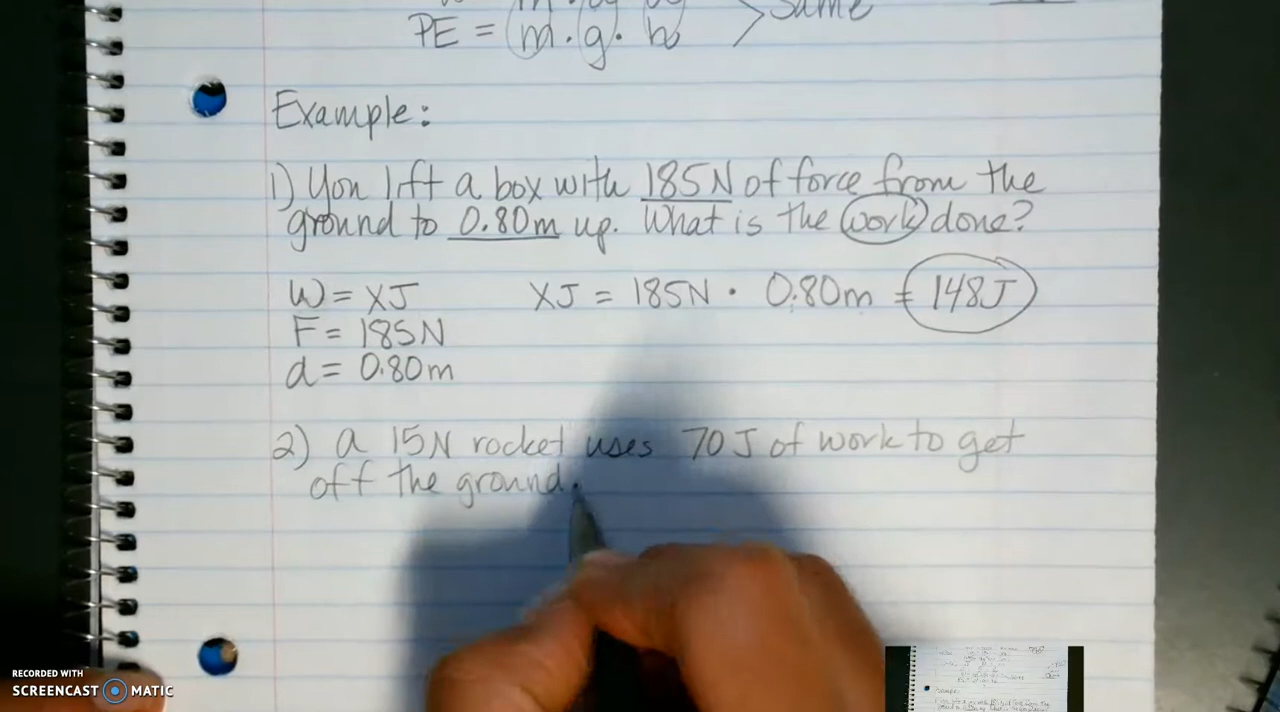 PE = m · g · h > Same
Example:
1) You lift a box with 185N of force from the
ground to 0.80m up. What is the work done?
W = XJ XJ = 185N · 0.80m = 148J
F = 185N
d = 0.80m
2) a 15N rocket uses 70J of work to get
off the ground.
RECORDED WITH
SCREENCAST MATIC